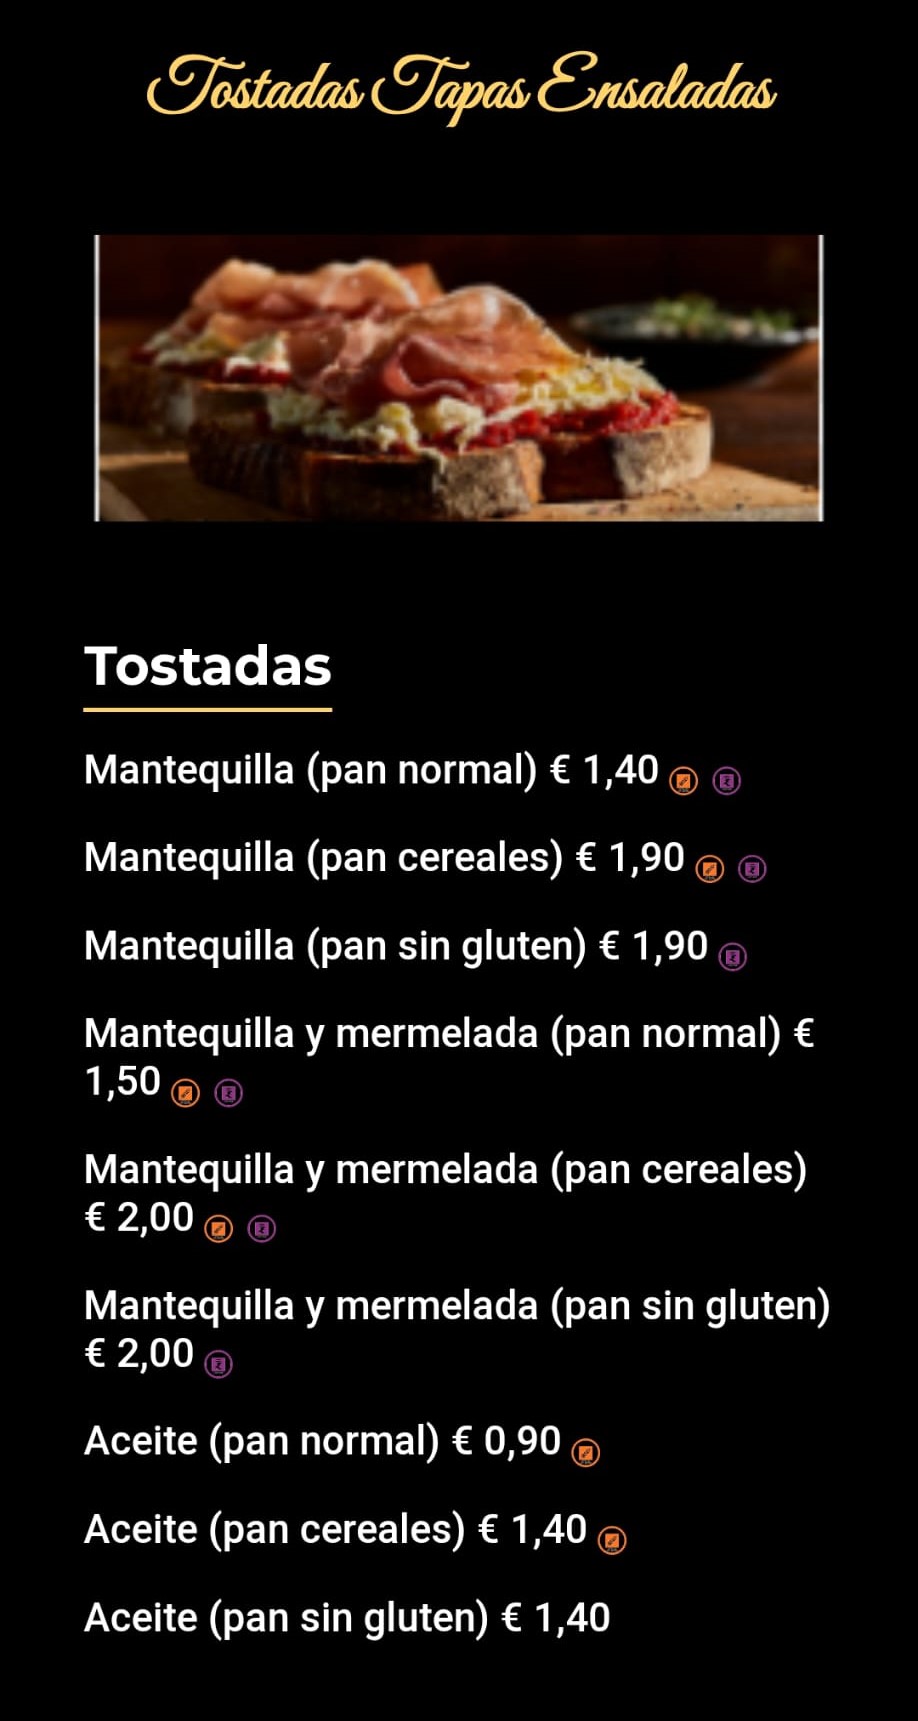 Tostadas Tapas Ensaladas
Tostadas
Mantequilla (pan normal) € 1,40
Mantequilla (pan cereales) € 1,90
Mantequilla (pan sin gluten) € 1,90
Mantequilla y mermelada (pan normal) €
1,50
Mantequilla y mermelada (pan cereales)
€ 2,00
Mantequilla y mermelada (pan sin gluten)
€ 2,00
Aceite (pan normal) € 0,90
Aceite (pan cereales) € 1,40
Aceite (pan sin gluten) € 1,40